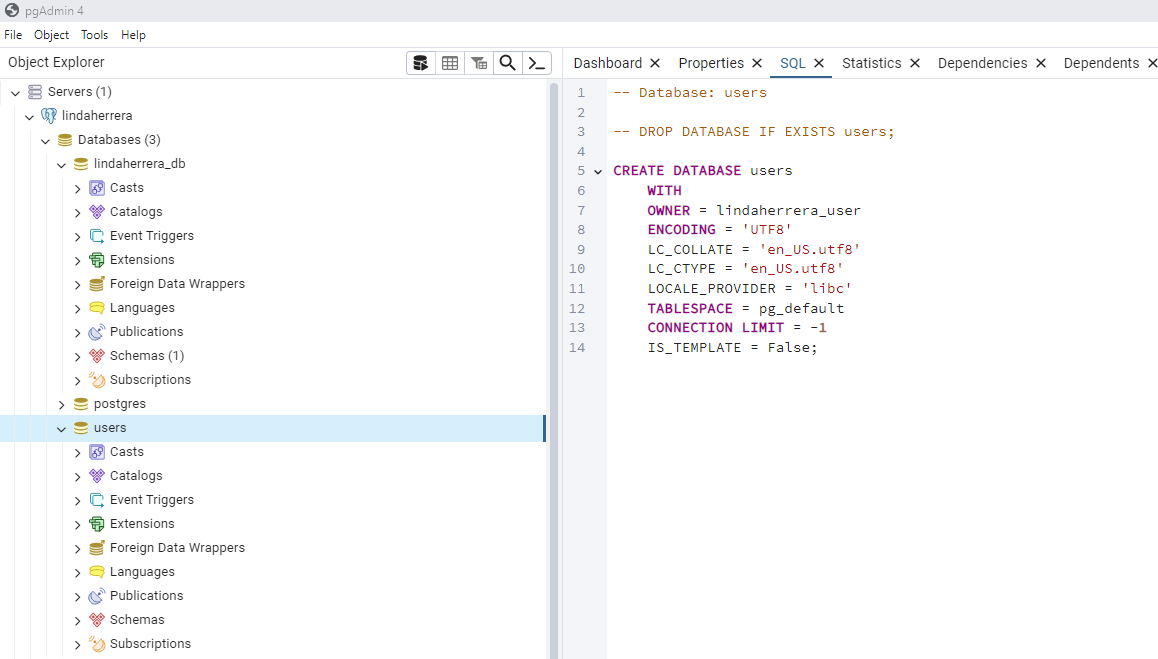 pgAdmin 4
File Object Tools Help
Object Explorer
Dashboard Properties SQL Statistics Dependencies Dependents
Servers (1)
lindaherrera
Databases (3)
lindaherrera_db
Casts
Catalogs
Event Triggers
Extensions
Foreign Data Wrappers
Languages
Publications
Schemas (1)
Subscriptions
postgres
users
Casts
Catalogs
Event Triggers
Extensions
Foreign Data Wrappers
Languages
Publications
Schemas
Subscriptions
1 -- Database: users
2
3 -- DROP DATABASE IF EXISTS users;
4
5 CREATE DATABASE users
6 WITH
7 OWNER = lindaherrera_user
8 ENCODING = 'UTF8'
9 LC_COLLATE = 'en_US.utf8'
10 LC_CTYPE = 'en_US.utf8'
11 LOCALE_PROVIDER = 'libc'
12 TABLESPACE = pg_default
13 CONNECTION LIMIT = -1
14 IS_TEMPLATE = False;